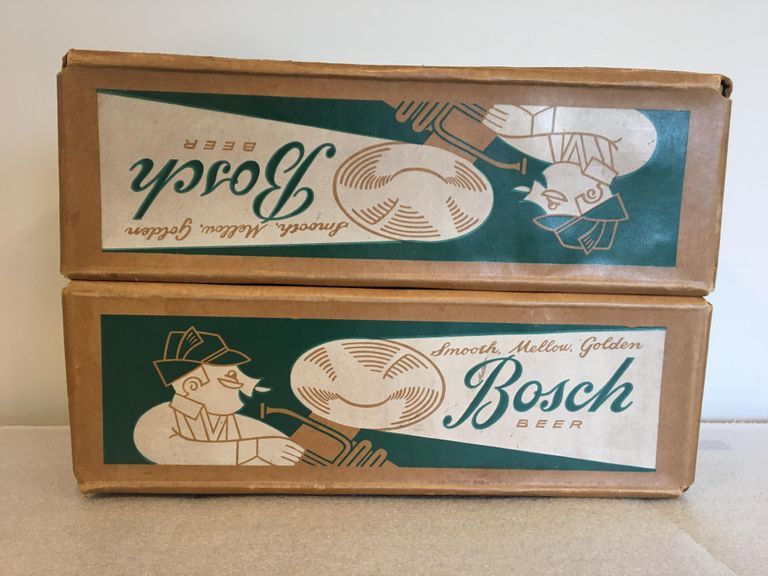 Smooth, Mellow, Golden
Bosch
BEER
Smooth, Mellow, Golden
Bosch
BEER